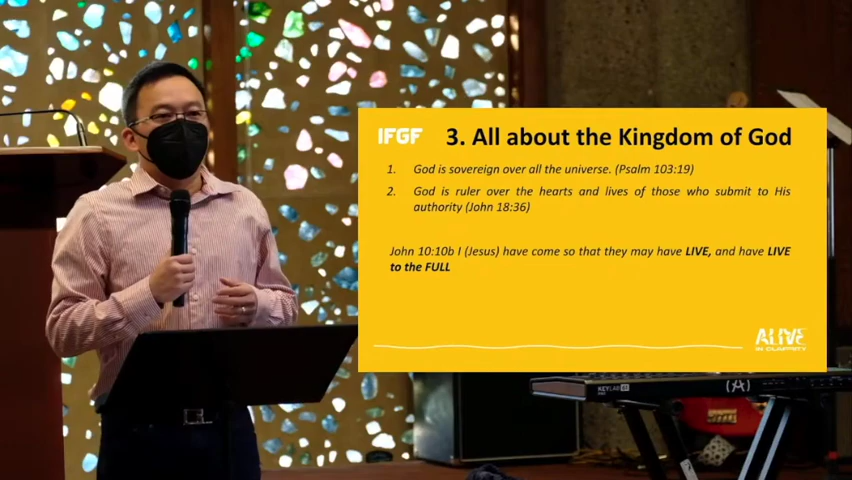 IFGF
3. All about the Kingdom of God
1. God is sovereign over all the universe. (Psalm 103:19)
2. God is ruler over the hearts and lives of those who submit to His
authority (John 18:36)
John 10:10b I (Jesus) have come so that they may have LIVE, and have LIVE
to the FULL
ALIVE
KEYLAB 61
(A)